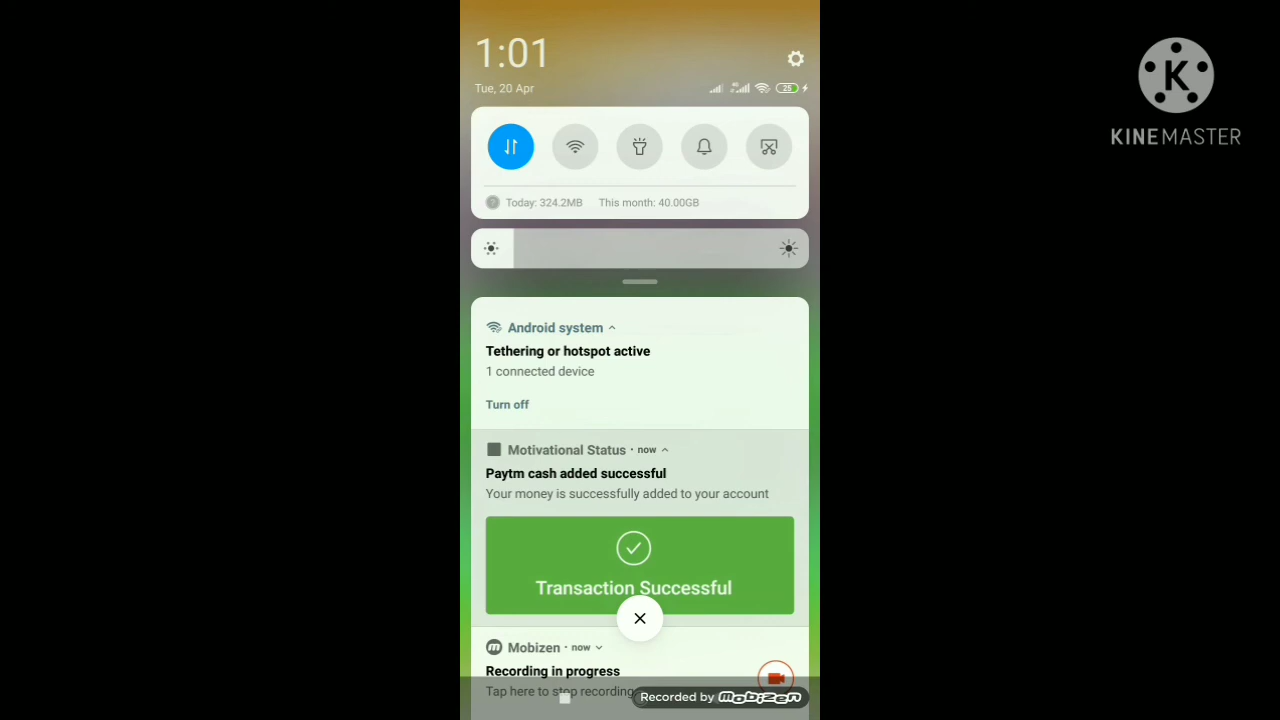 1:01
Tue, 20 Apr
4G
25
K
KINEMASTER
Today: 324.2MB This month: 40.00GB
Android system
Tethering or hotspot active
1 connected device
Turn off
Motivational Status · now
Paytm cash added successful
Your money is successfully added to your account
Transaction Successful
Mobizen · now
Recording in progress
Tap here to stop recording
Recorded by mobizen